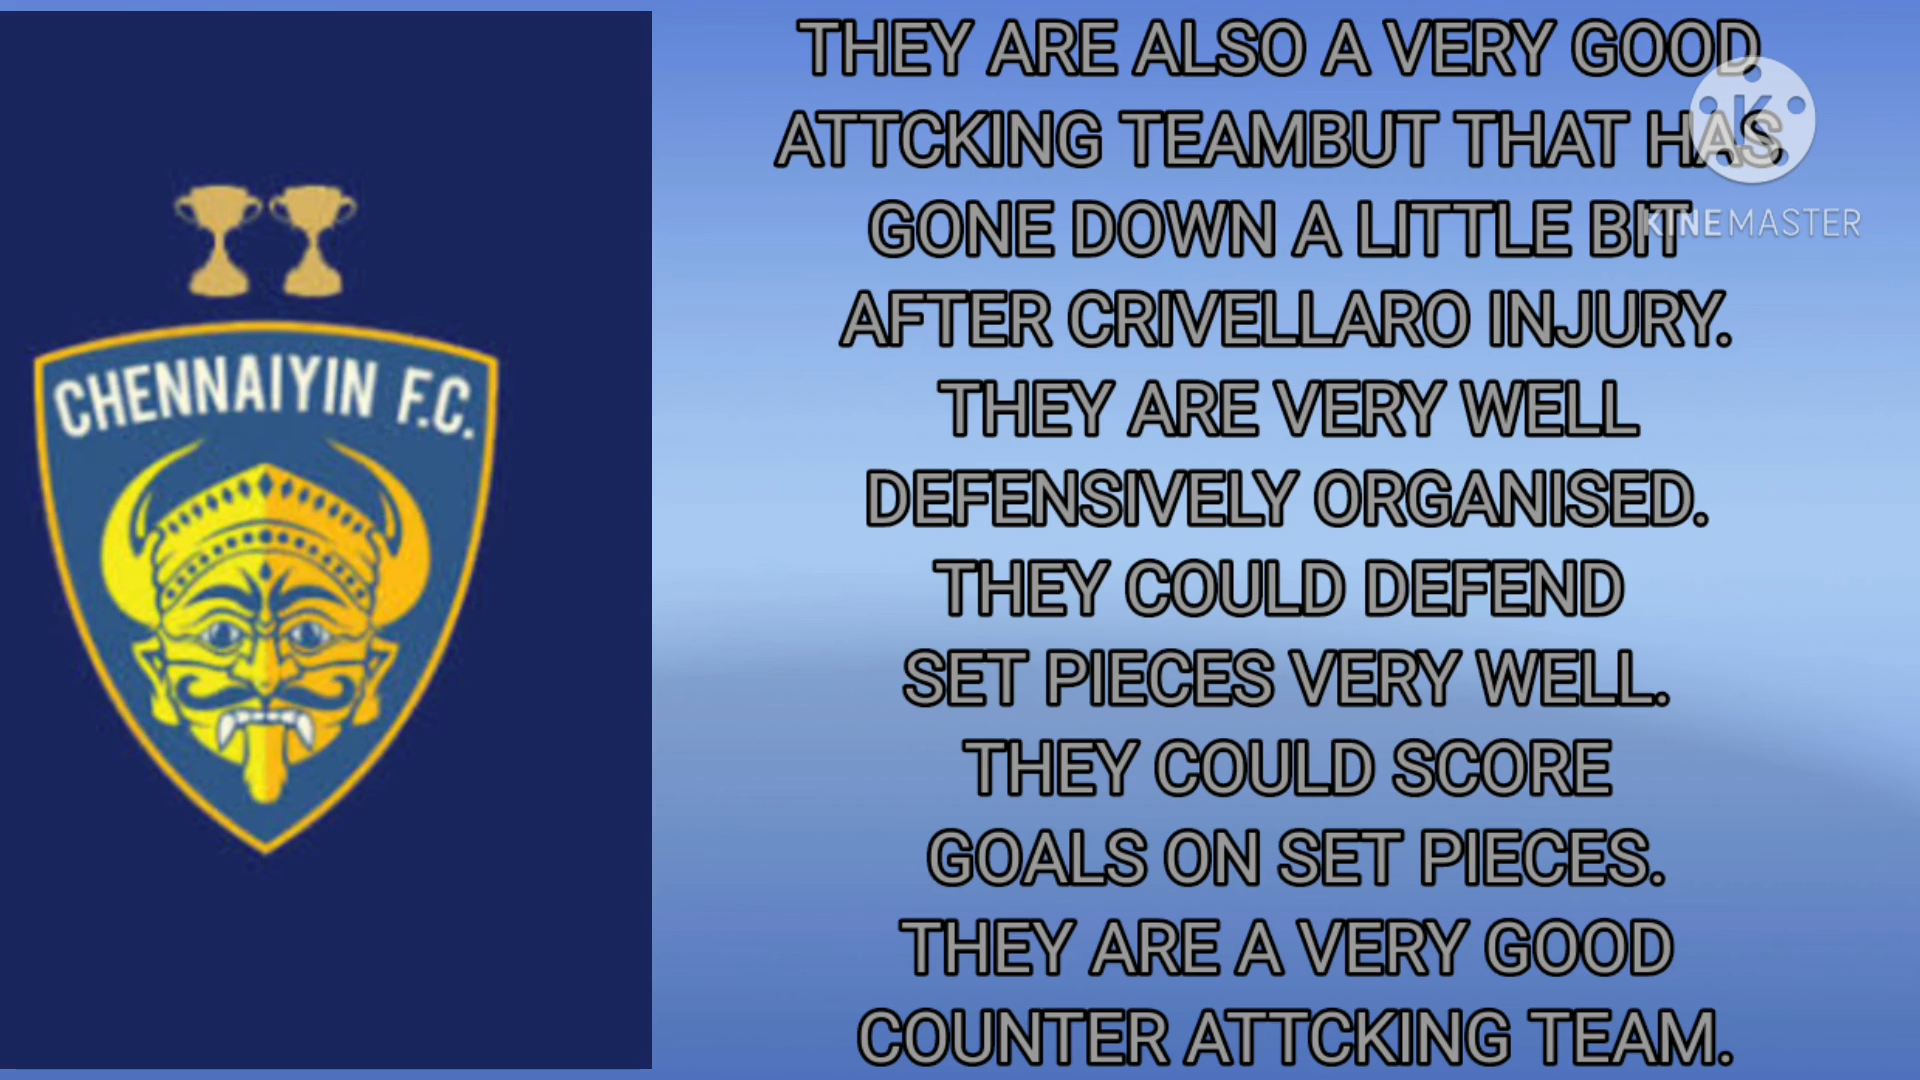 CHENNAIYIN F.C.
THEY ARE ALSO A VERY GOOD
ATTCKING TEAMBUT THAT HAS
GONE DOWN A LITTLE BIT
AFTER CRIVELLARO INJURY.
THEY ARE VERY WELL
DEFENSIVELY ORGANISED.
THEY COULD DEFEND
SET PIECES VERY WELL.
THEY COULD SCORE
GOALS ON SET PIECES.
THEY ARE A VERY GOOD
COUNTER ATTCKING TEAM.
K
KINEMASTER